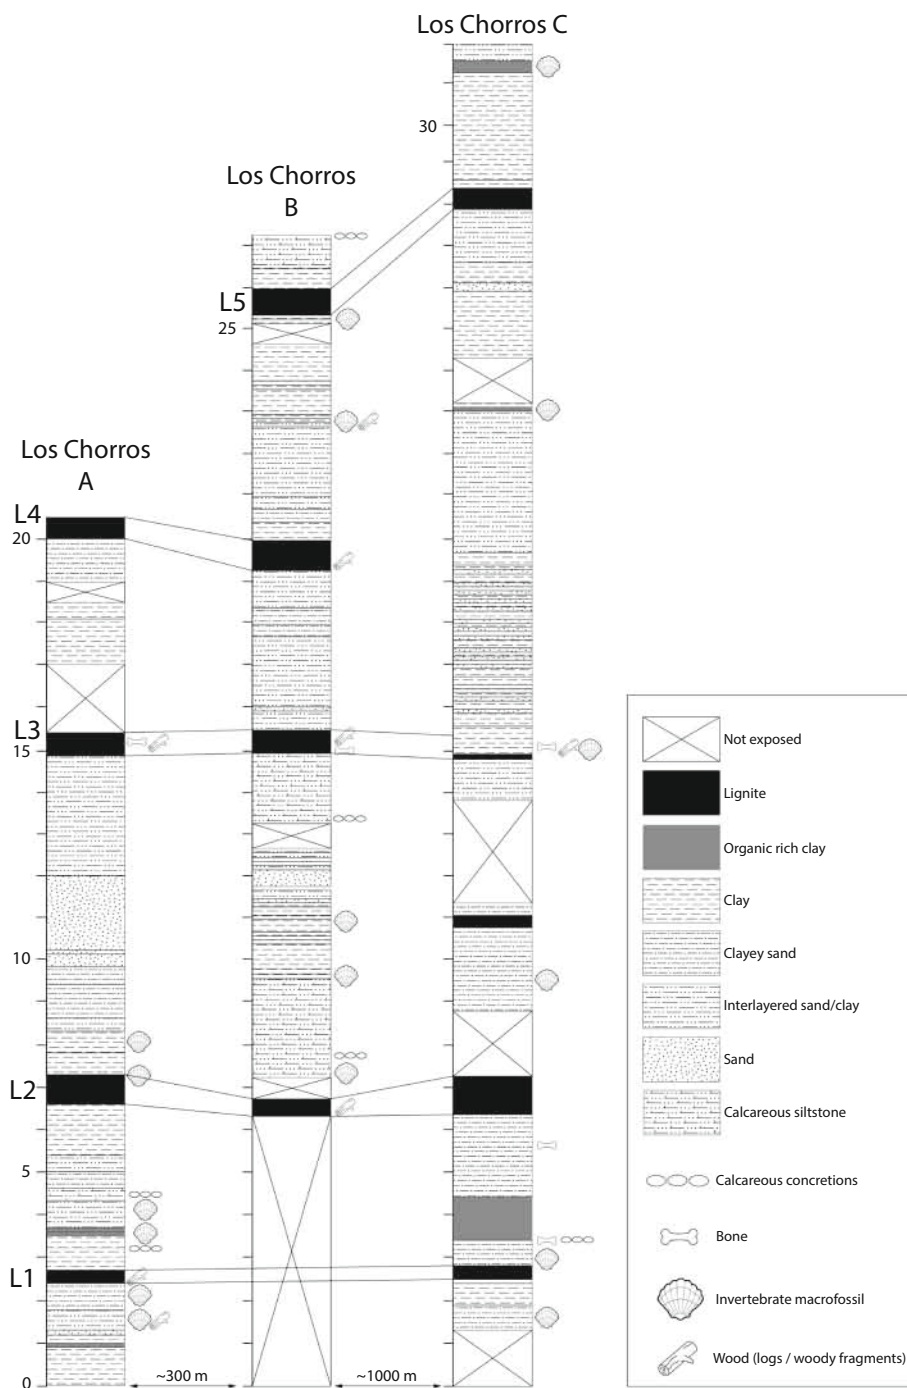 Los Chorros C
30
Los Chorros
B
L5
25
Los Chorros
A
L4
20
L3
15
10
L2
5
L1
0
~300 m
~1000 m
Not exposed
Lignite
Organic rich clay
Clay
Clayey sand
Interlayered sand/clay
Sand
Calcareous siltstone
Calcareous concretions
Bone
Invertebrate macrofossil
Wood (logs / woody fragments)